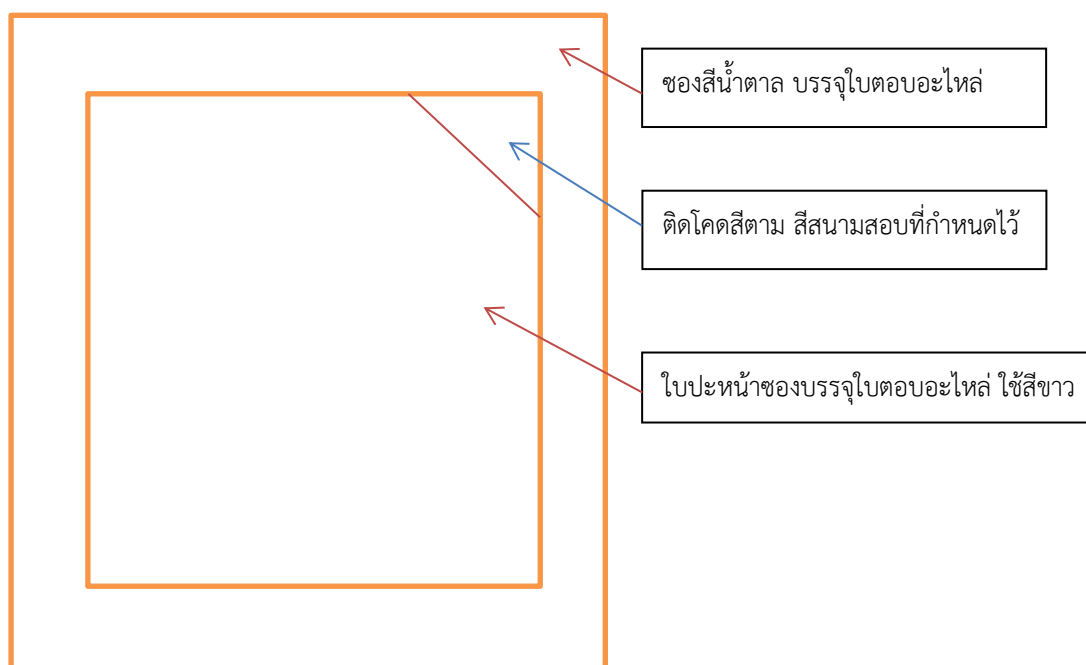 ซองสีน้ำตาล บรรจุใบตอบอะไหล่
ติดโคดสีตาม สีสนามสอบที่กำหนดไว้
ใบปะหน้าซองบรรจุใบตอบอะไหล่ ใช้สีขาว